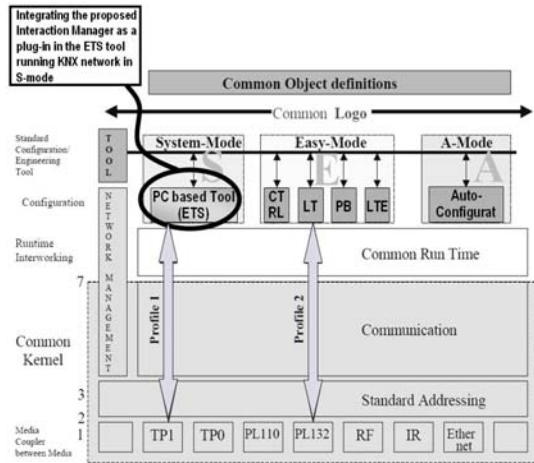 Integrating the proposed
Interaction Manager as a
plug-in in the ETS tool
running KNX network in
S-mode
Common Object definitions
Common Logo
Standard
Configuration/
Engineering
Tool
TOOL
System-Mode
Easy-Mode
A-Mode
S
E
A
Configuration
PC based Tool
(ETS)
CT
RL
LT
PB
LTE
Auto-
Configurat
NETWORK MANAGEMENT
Runtime
Interworking
Common Run Time
7
Profile 1
Profile 2
Common
Kernel
Communication
3
Standard Addressing
2
Media
Coupler
between Media
1
TP1
TP0
PL110
PL132
RF
IR
Ether
net